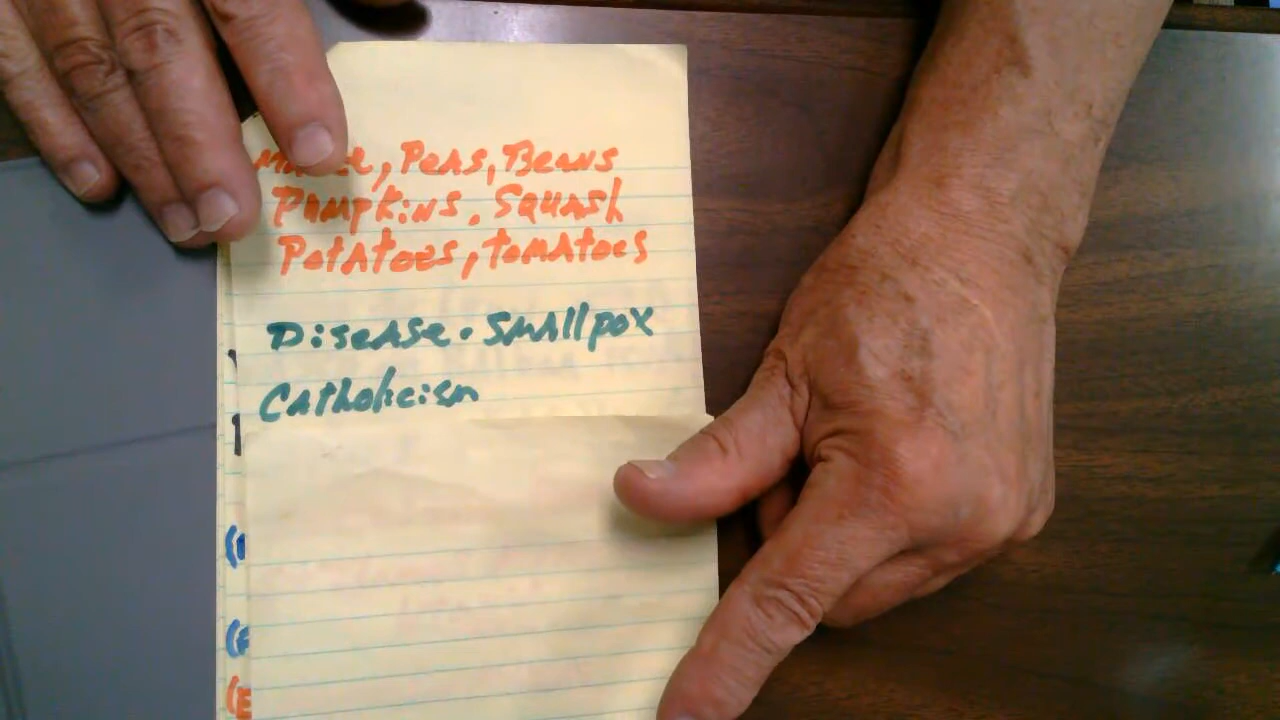 Peas, Beans
Pumpkins, Squash
Potatoes, tomatoes
Disease. Smallpox
Catholicism
(
(
(E